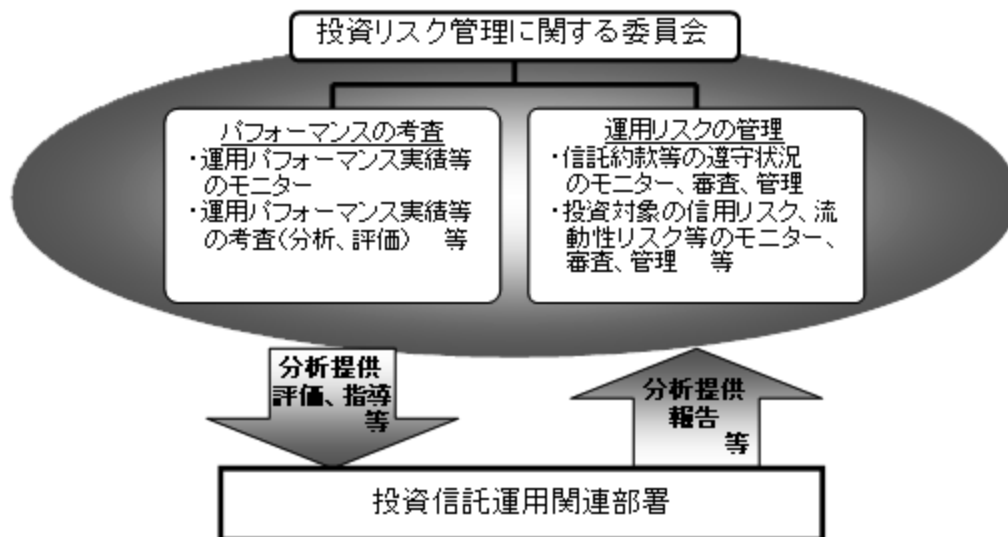 投資リスク管理に関する委員会
パフォーマンスの考査
・運用パフォーマンス実績等
のモニター
・運用パフォーマンス実績等
の考査(分析、評価)　等
運用リスクの管理
・信託約款等の遵守状況
のモニター、審査、管理
・投資対象の信用リスク、流
動性リスク等のモニター、
審査、管理　等
分析提供
評価、指導
等
分析提供
報告
等
投資信託運用関連部署